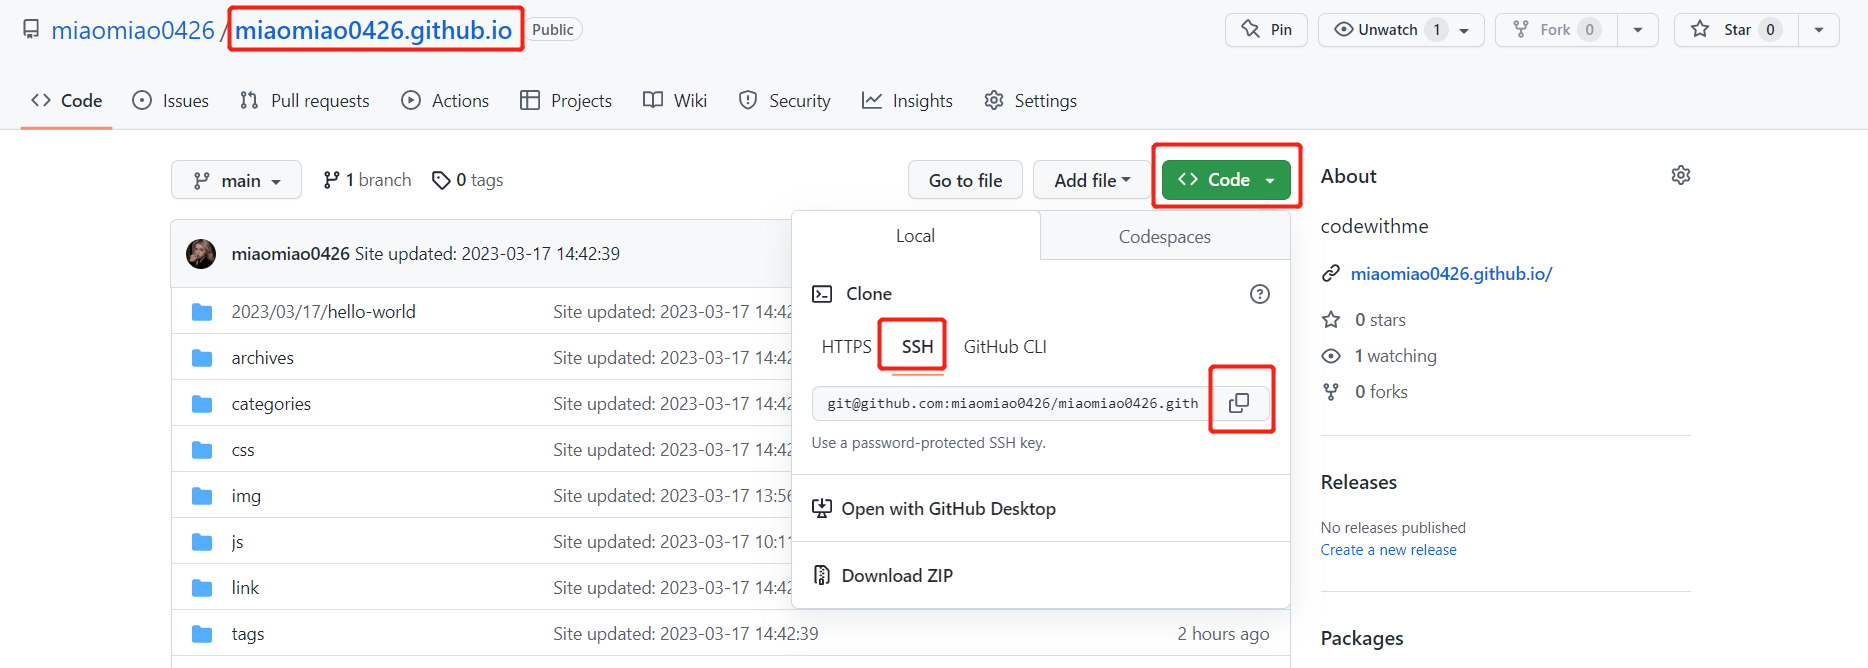 miaomiao0426 / miaomiao0426.github.io Public Pin Unwatch 1 Fork 0 Star 0
Code Issues Pull requests Actions Projects Wiki Security Insights Settings
main 1 branch 0 tags Go to file Add file Code
Local Codespaces
Clone
HTTPS SSH GitHub CLI
git@github.com:miaomiao0426/miaomiao0426.gith
Use a password-protected SSH key.
Open with GitHub Desktop
Download ZIP
miaomiao0426 Site updated: 2023-03-17 14:42:39
2023/03/17/hello-world Site updated: 2023-03-17 14:42
archives Site updated: 2023-03-17 14:42
categories Site updated: 2023-03-17 14:42
css Site updated: 2023-03-17 14:42
img Site updated: 2023-03-17 13:56
js Site updated: 2023-03-17 10:11
link Site updated: 2023-03-17 14:42
tags Site updated: 2023-03-17 14:42:39 2 hours ago
About
codewithme
miaomiao0426.github.io/
0 stars
1 watching
0 forks
Releases
No releases published
Create a new release
Packages